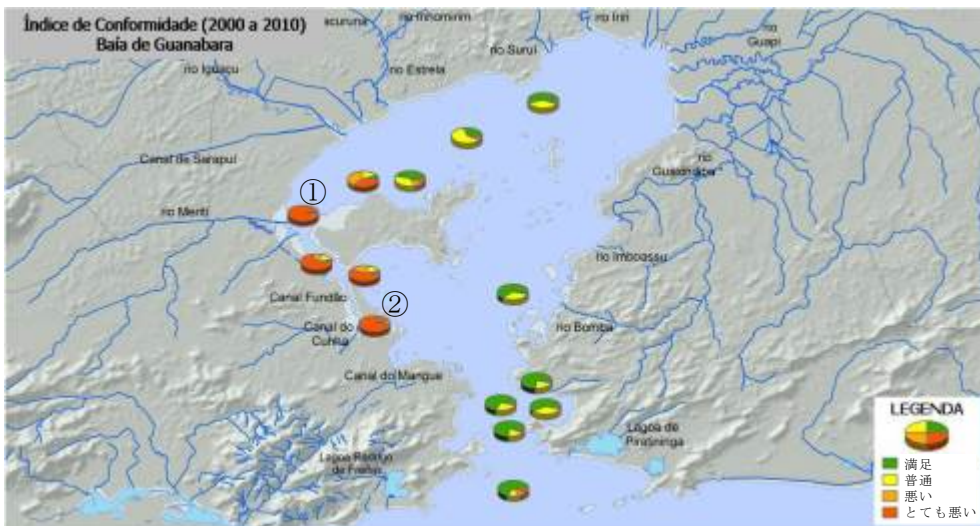 Índice de Conformidade (2000 a 2010)
Baía de Guanabara
rio Iriri
rio
Guapi
rio Suruí
rio Estrela
rio Iguaçu
Canal de Sarapuí
rio
①
rio Meriti
rio Imboassu
Canal Fundão
②
Canal do
Cunha
rio Bomba
Canal do Mangue
Lagoa de
Piratininga
Lagoa Rodrigo
de Freitas
LEGENDA
満足
普通
悪い
とても悪い